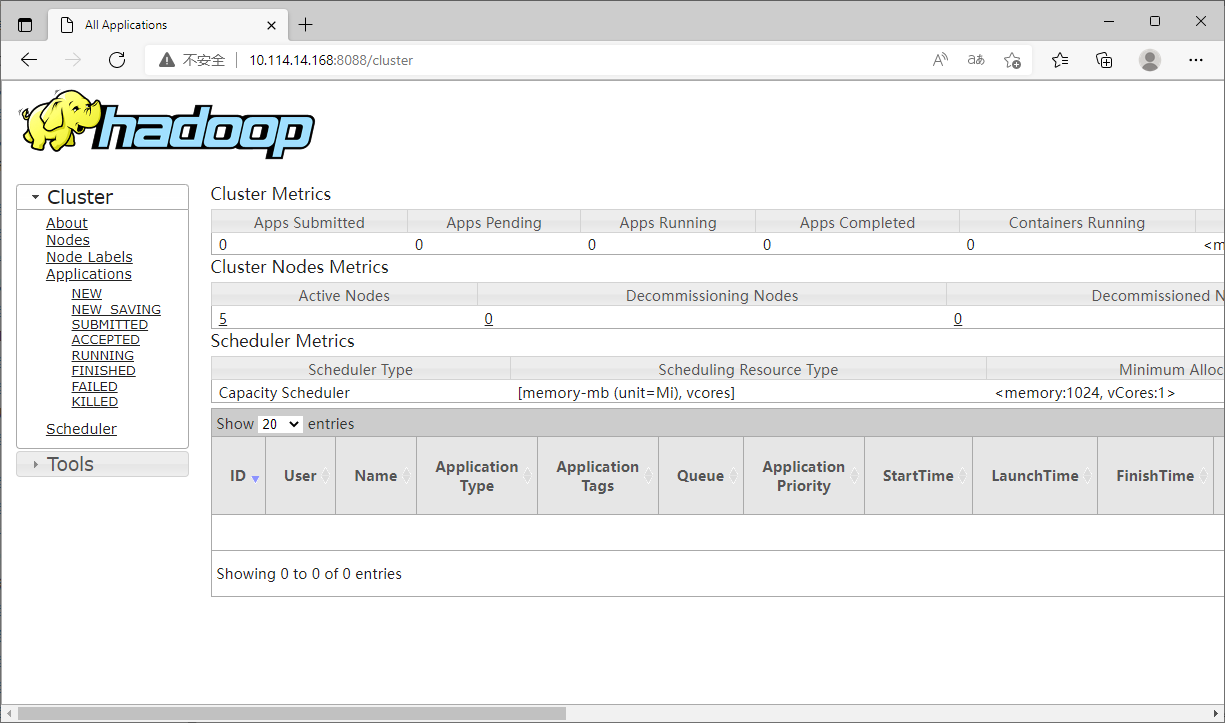 All Applications
不安全 10.114.14.168:8088/cluster
hadoop
Cluster
About
Nodes
Node Labels
Applications
NEW
NEW_SAVING
SUBMITTED
ACCEPTED
RUNNING
FINISHED
FAILED
KILLED
Scheduler
Tools
Cluster Metrics
Apps Submitted Apps Pending Apps Running Apps Completed Containers Running
0 0 0 0 0 <m
Cluster Nodes Metrics
Active Nodes Decommissioning Nodes Decommissioned N
5 0 0
Scheduler Metrics
Scheduler Type Scheduling Resource Type Minimum Alloc
Capacity Scheduler [memory-mb (unit=Mi), vcores] <memory:1024, vCores:1>
Show 20 entries
ID User Name Application Type Application Tags Queue Application Priority StartTime LaunchTime FinishTime
Showing 0 to 0 of 0 entries